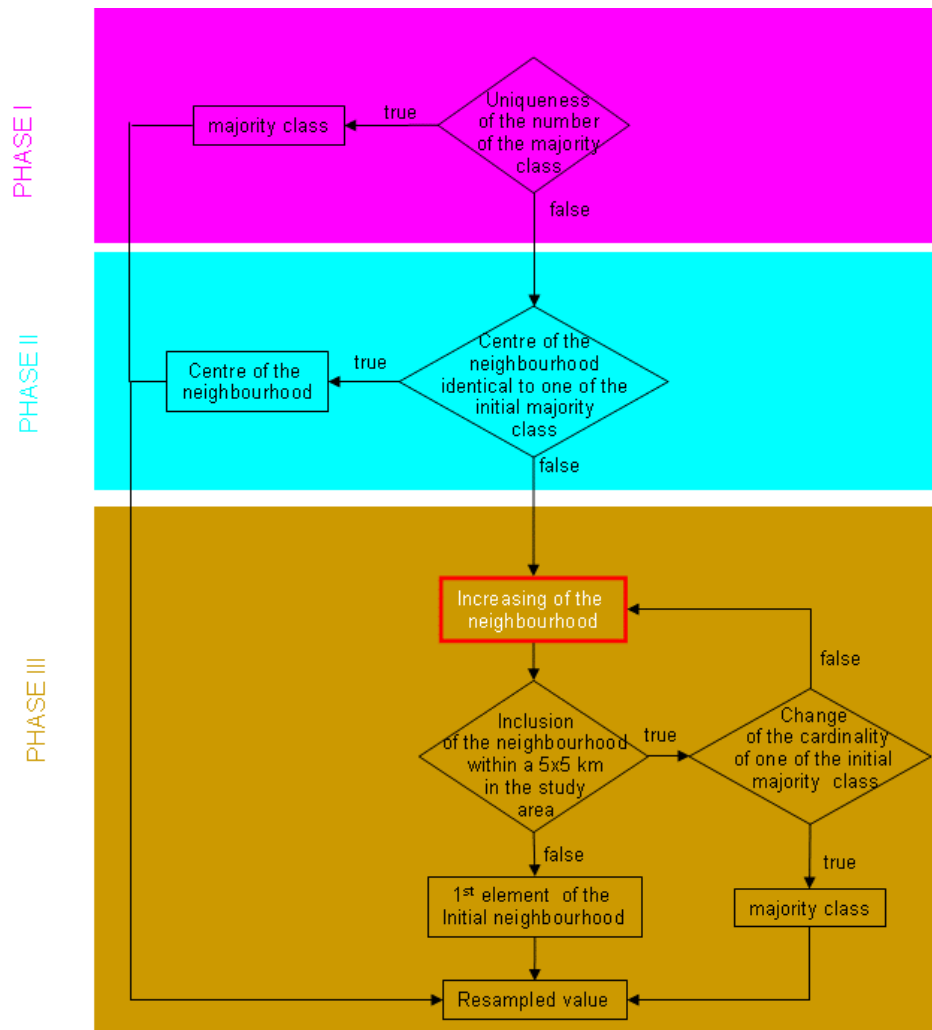 PHASE I
Uniqueness
of the number
of the majority
class
true
majority class
false
PHASE II
Centre of the
neighbourhood
identical to one of the
initial majority
class
true
Centre of the
neighbourhood
false
PHASE III
Increasing of the
neighbourhood
false
Inclusion
of the neighbourhood
within a 5x5 km
in the study
area
true
Change
of the cardinality
of one of the initial
majority class
false
true
1st element of the
Initial neighbourhood
majority class
Resampled value